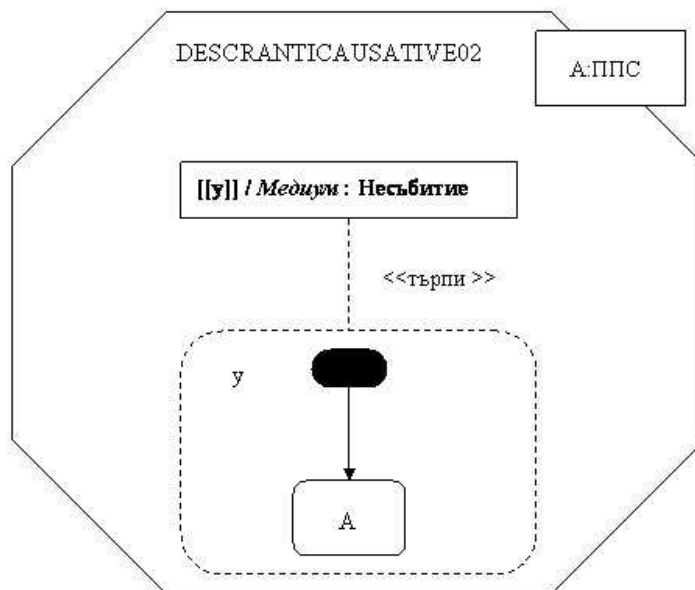 DESCRANTICAUSATIVE02
А:ППС
[[y]] / Медиум : Несъбитие
<<търпи >>
y
A